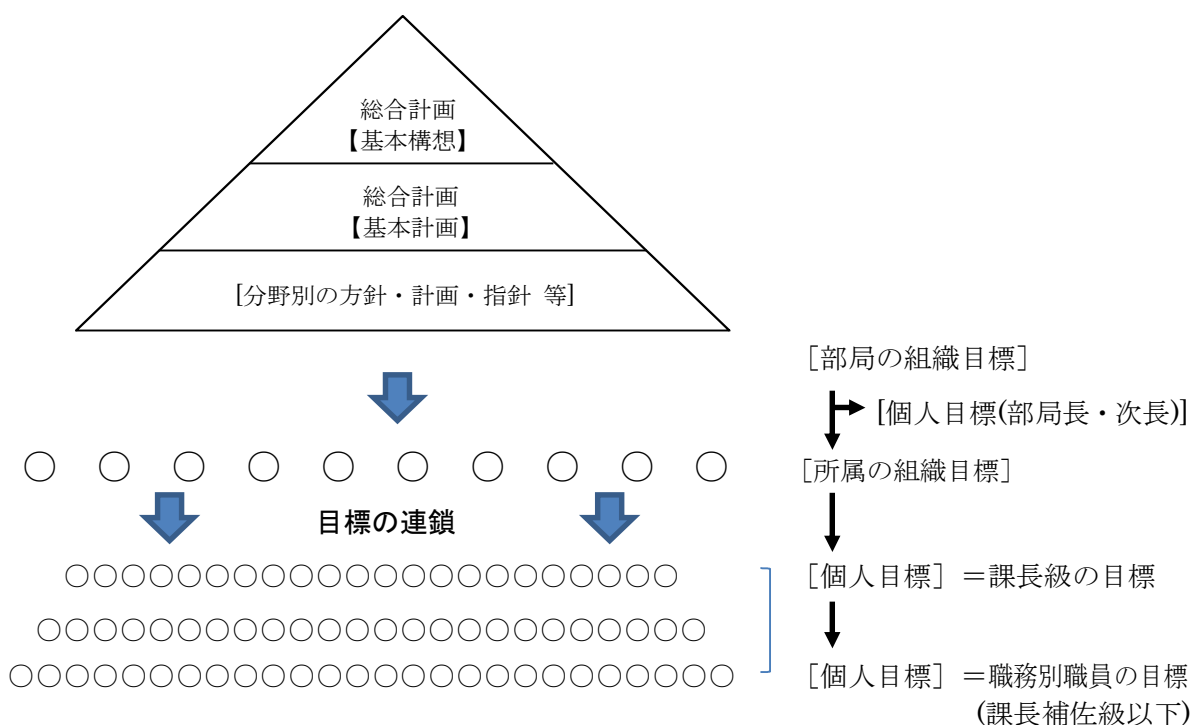 総合計画
【基本構想】
総合計画
【基本計画】
[分野別の方針・計画・指針 等]
［部局の組織目標］
[個人目標(部局長・次長)]
［所属の組織目標］
目標の連鎖
［個人目標］＝課長級の目標
［個人目標］＝職務別職員の目標
(課長補佐級以下)